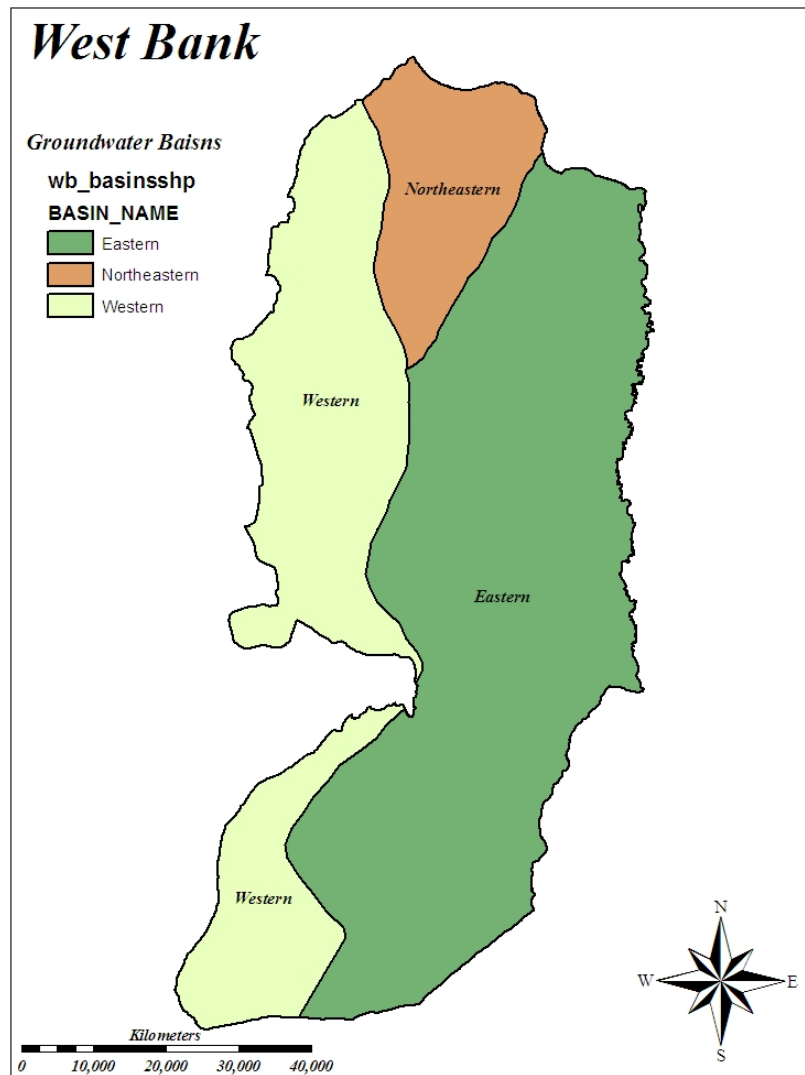 West Bank
Groundwater Baisns
wb_basinsshp
BASIN_NAME
Eastern
Northeastern
Western
Northeastern
Western
Eastern
Western
N
W
E
S
Kilometers
0 10,000 20,000 30,000 40,000